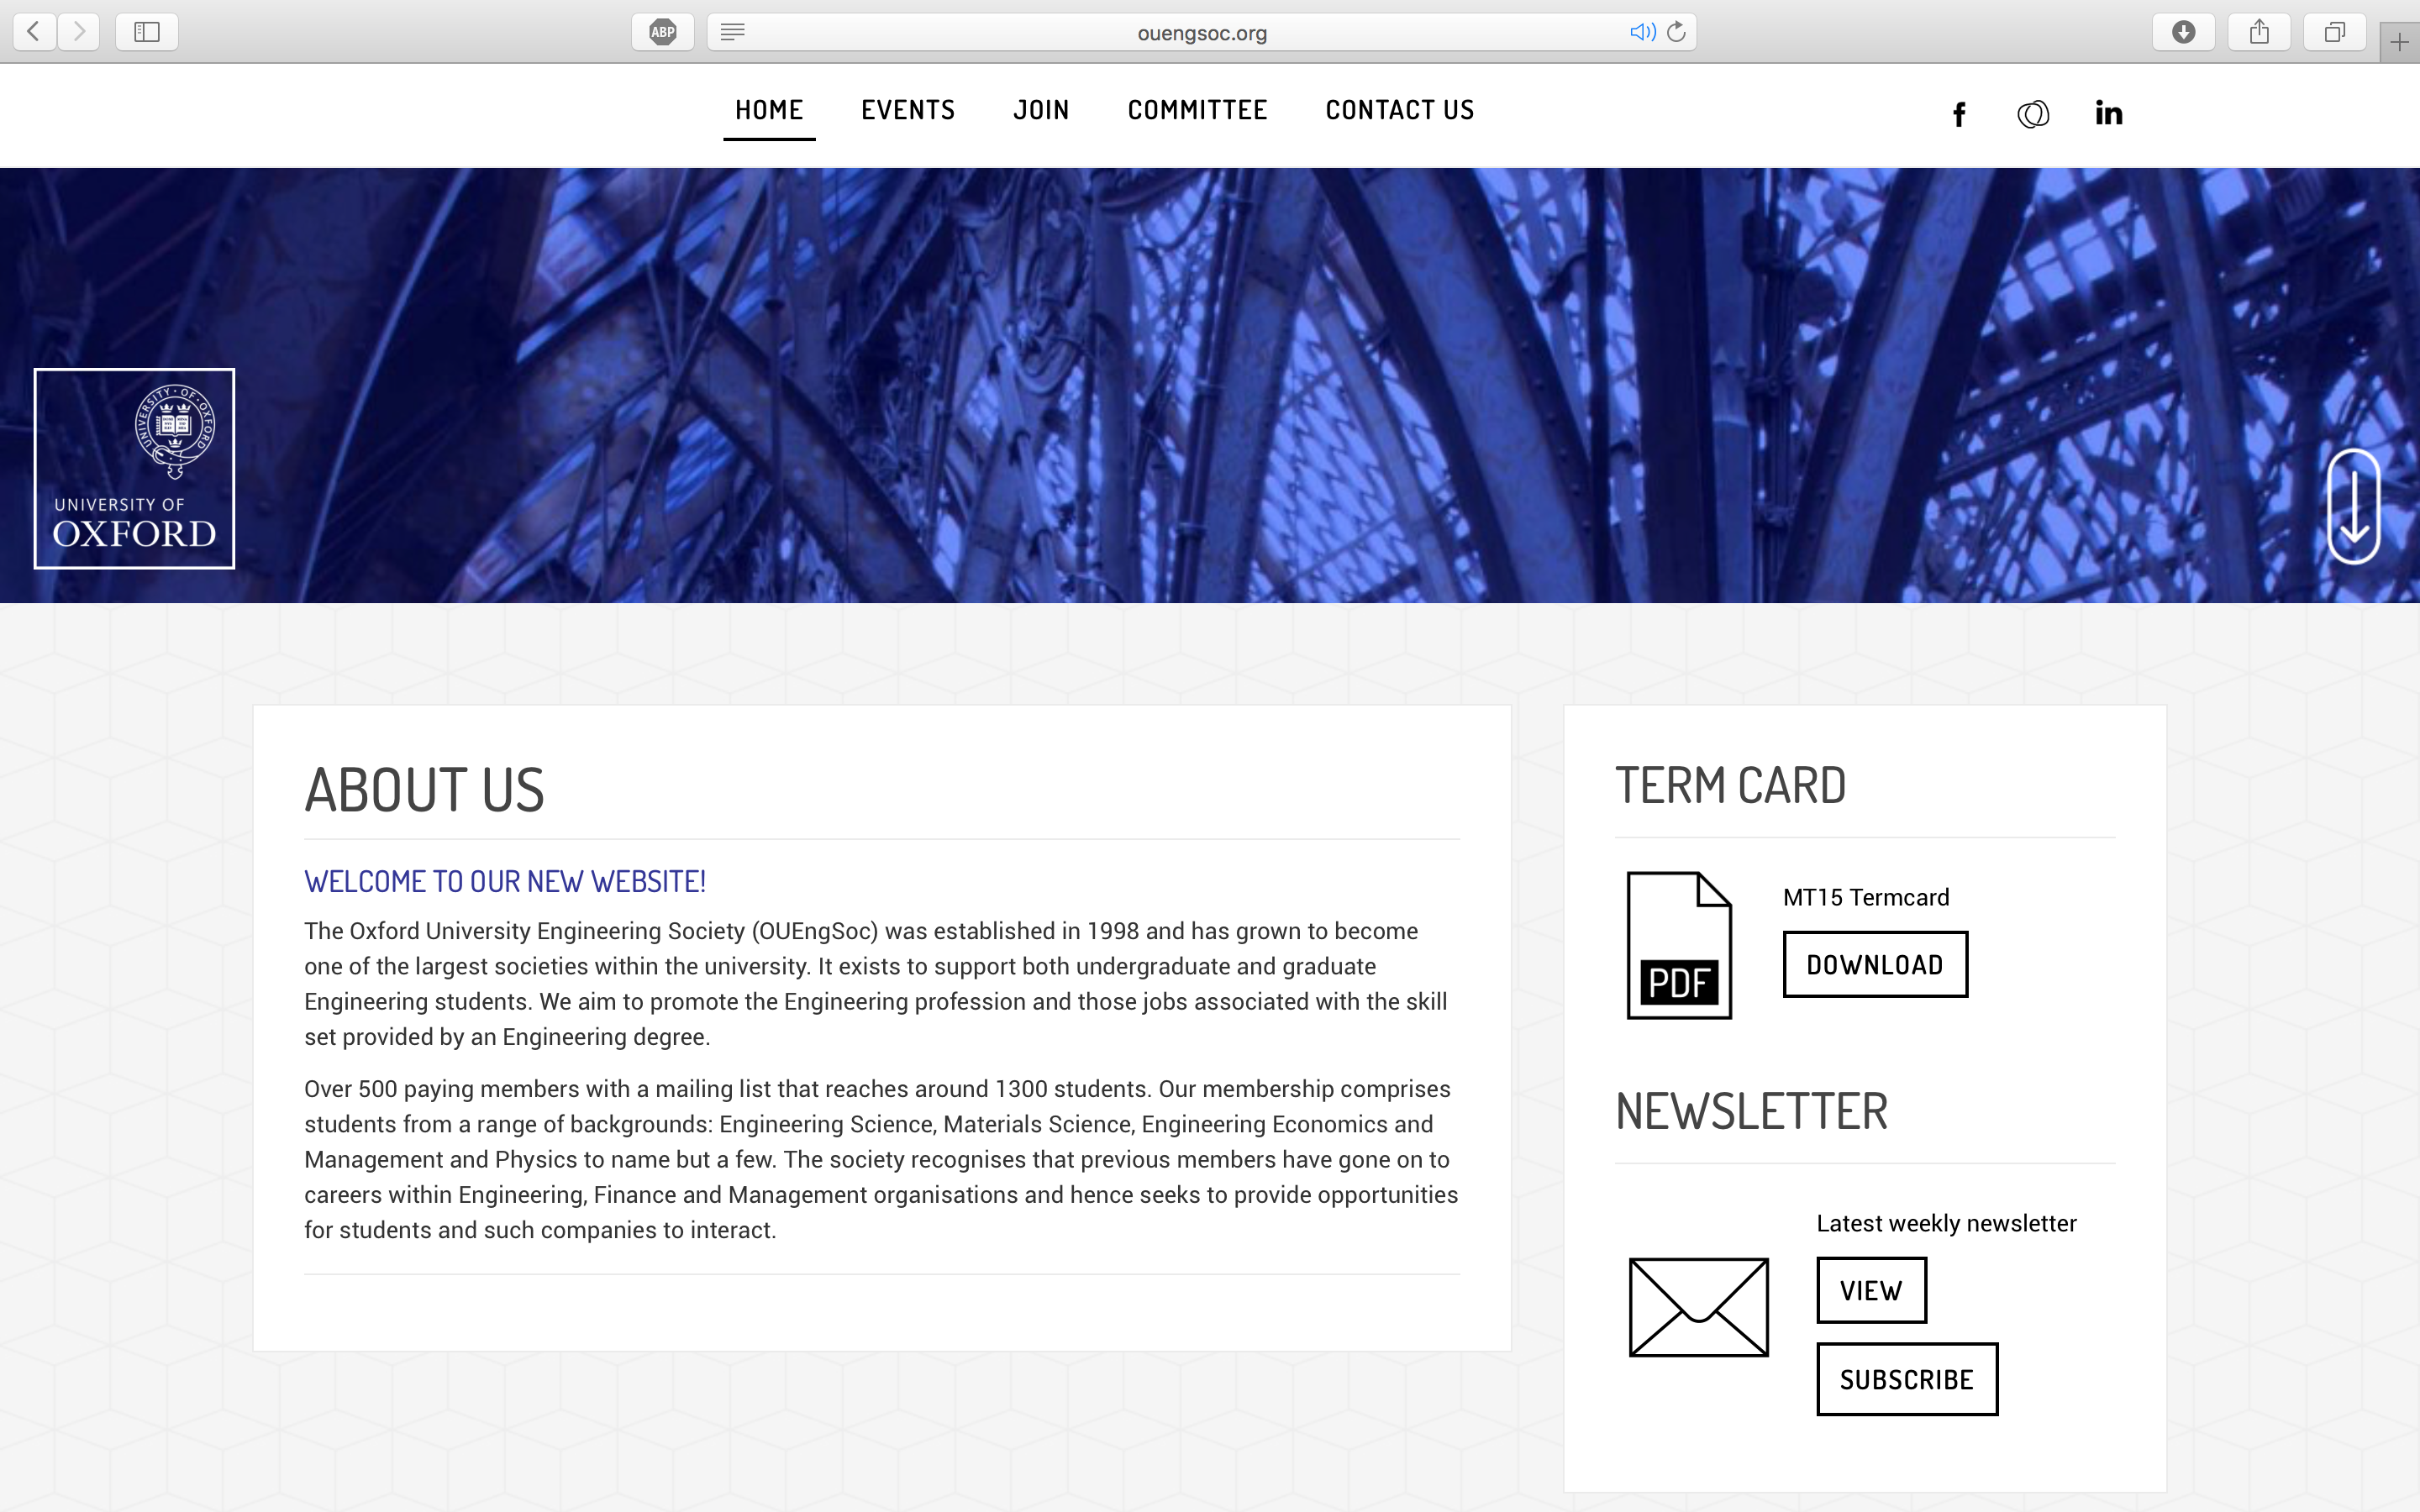 ABP
ouengsoc.org
HOME EVENTS JOIN COMMITTEE CONTACT US
f in
UNIVERSITY OF OXFORD
UNIVERSITY OF
OXFORD
ABOUT US
WELCOME TO OUR NEW WEBSITE!
The Oxford University Engineering Society (OUEngSoc) was established in 1998 and has grown to become
one of the largest societies within the university. It exists to support both undergraduate and graduate
Engineering students. We aim to promote the Engineering profession and those jobs associated with the skill
set provided by an Engineering degree.
Over 500 paying members with a mailing list that reaches around 1300 students. Our membership comprises
students from a range of backgrounds: Engineering Science, Materials Science, Engineering Economics and
Management and Physics to name but a few. The society recognises that previous members have gone on to
careers within Engineering, Finance and Management organisations and hence seeks to provide opportunities
for students and such companies to interact.
TERM CARD
MT15 Termcard
PDF
DOWNLOAD
NEWSLETTER
Latest weekly newsletter
VIEW
SUBSCRIBE